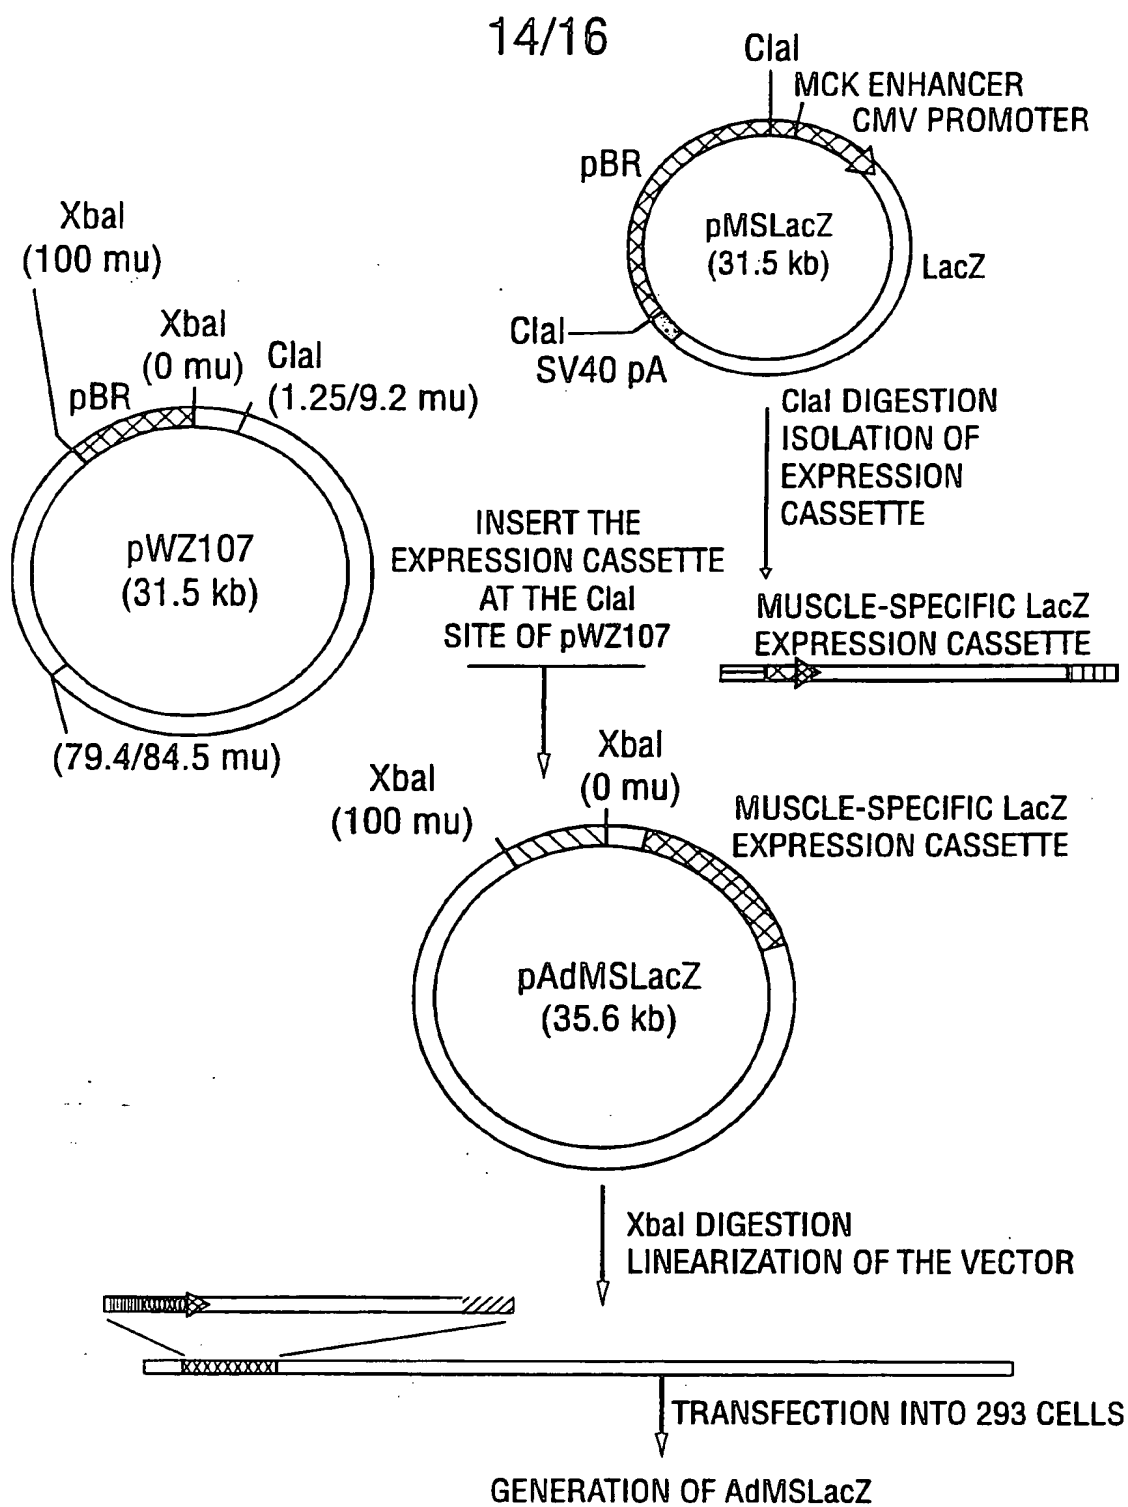 14/16
ClaI
MCK ENHANCER
CMV PROMOTER
pBR
pMSLacZ
(31.5 kb)
LacZ
ClaI
SV40 pA
XbaI
(100 mu)
XbaI
(0 mu)
ClaI
(1.25/9.2 mu)
pBR
pWZ107
(31.5 kb)
(79.4/84.5 mu)
ClaI DIGESTION
ISOLATION OF
EXPRESSION
CASSETTE
INSERT THE
EXPRESSION CASSETTE
AT THE ClaI
SITE OF pWZ107
MUSCLE-SPECIFIC LacZ
EXPRESSION CASSETTE
XbaI
(100 mu)
XbaI
(0 mu)
MUSCLE-SPECIFIC LacZ
EXPRESSION CASSETTE
pAdMSLacZ
(35.6 kb)
XbaI DIGESTION
LINEARIZATION OF THE VECTOR
TRANSFECTION INTO 293 CELLS
GENERATION OF AdMSLacZ